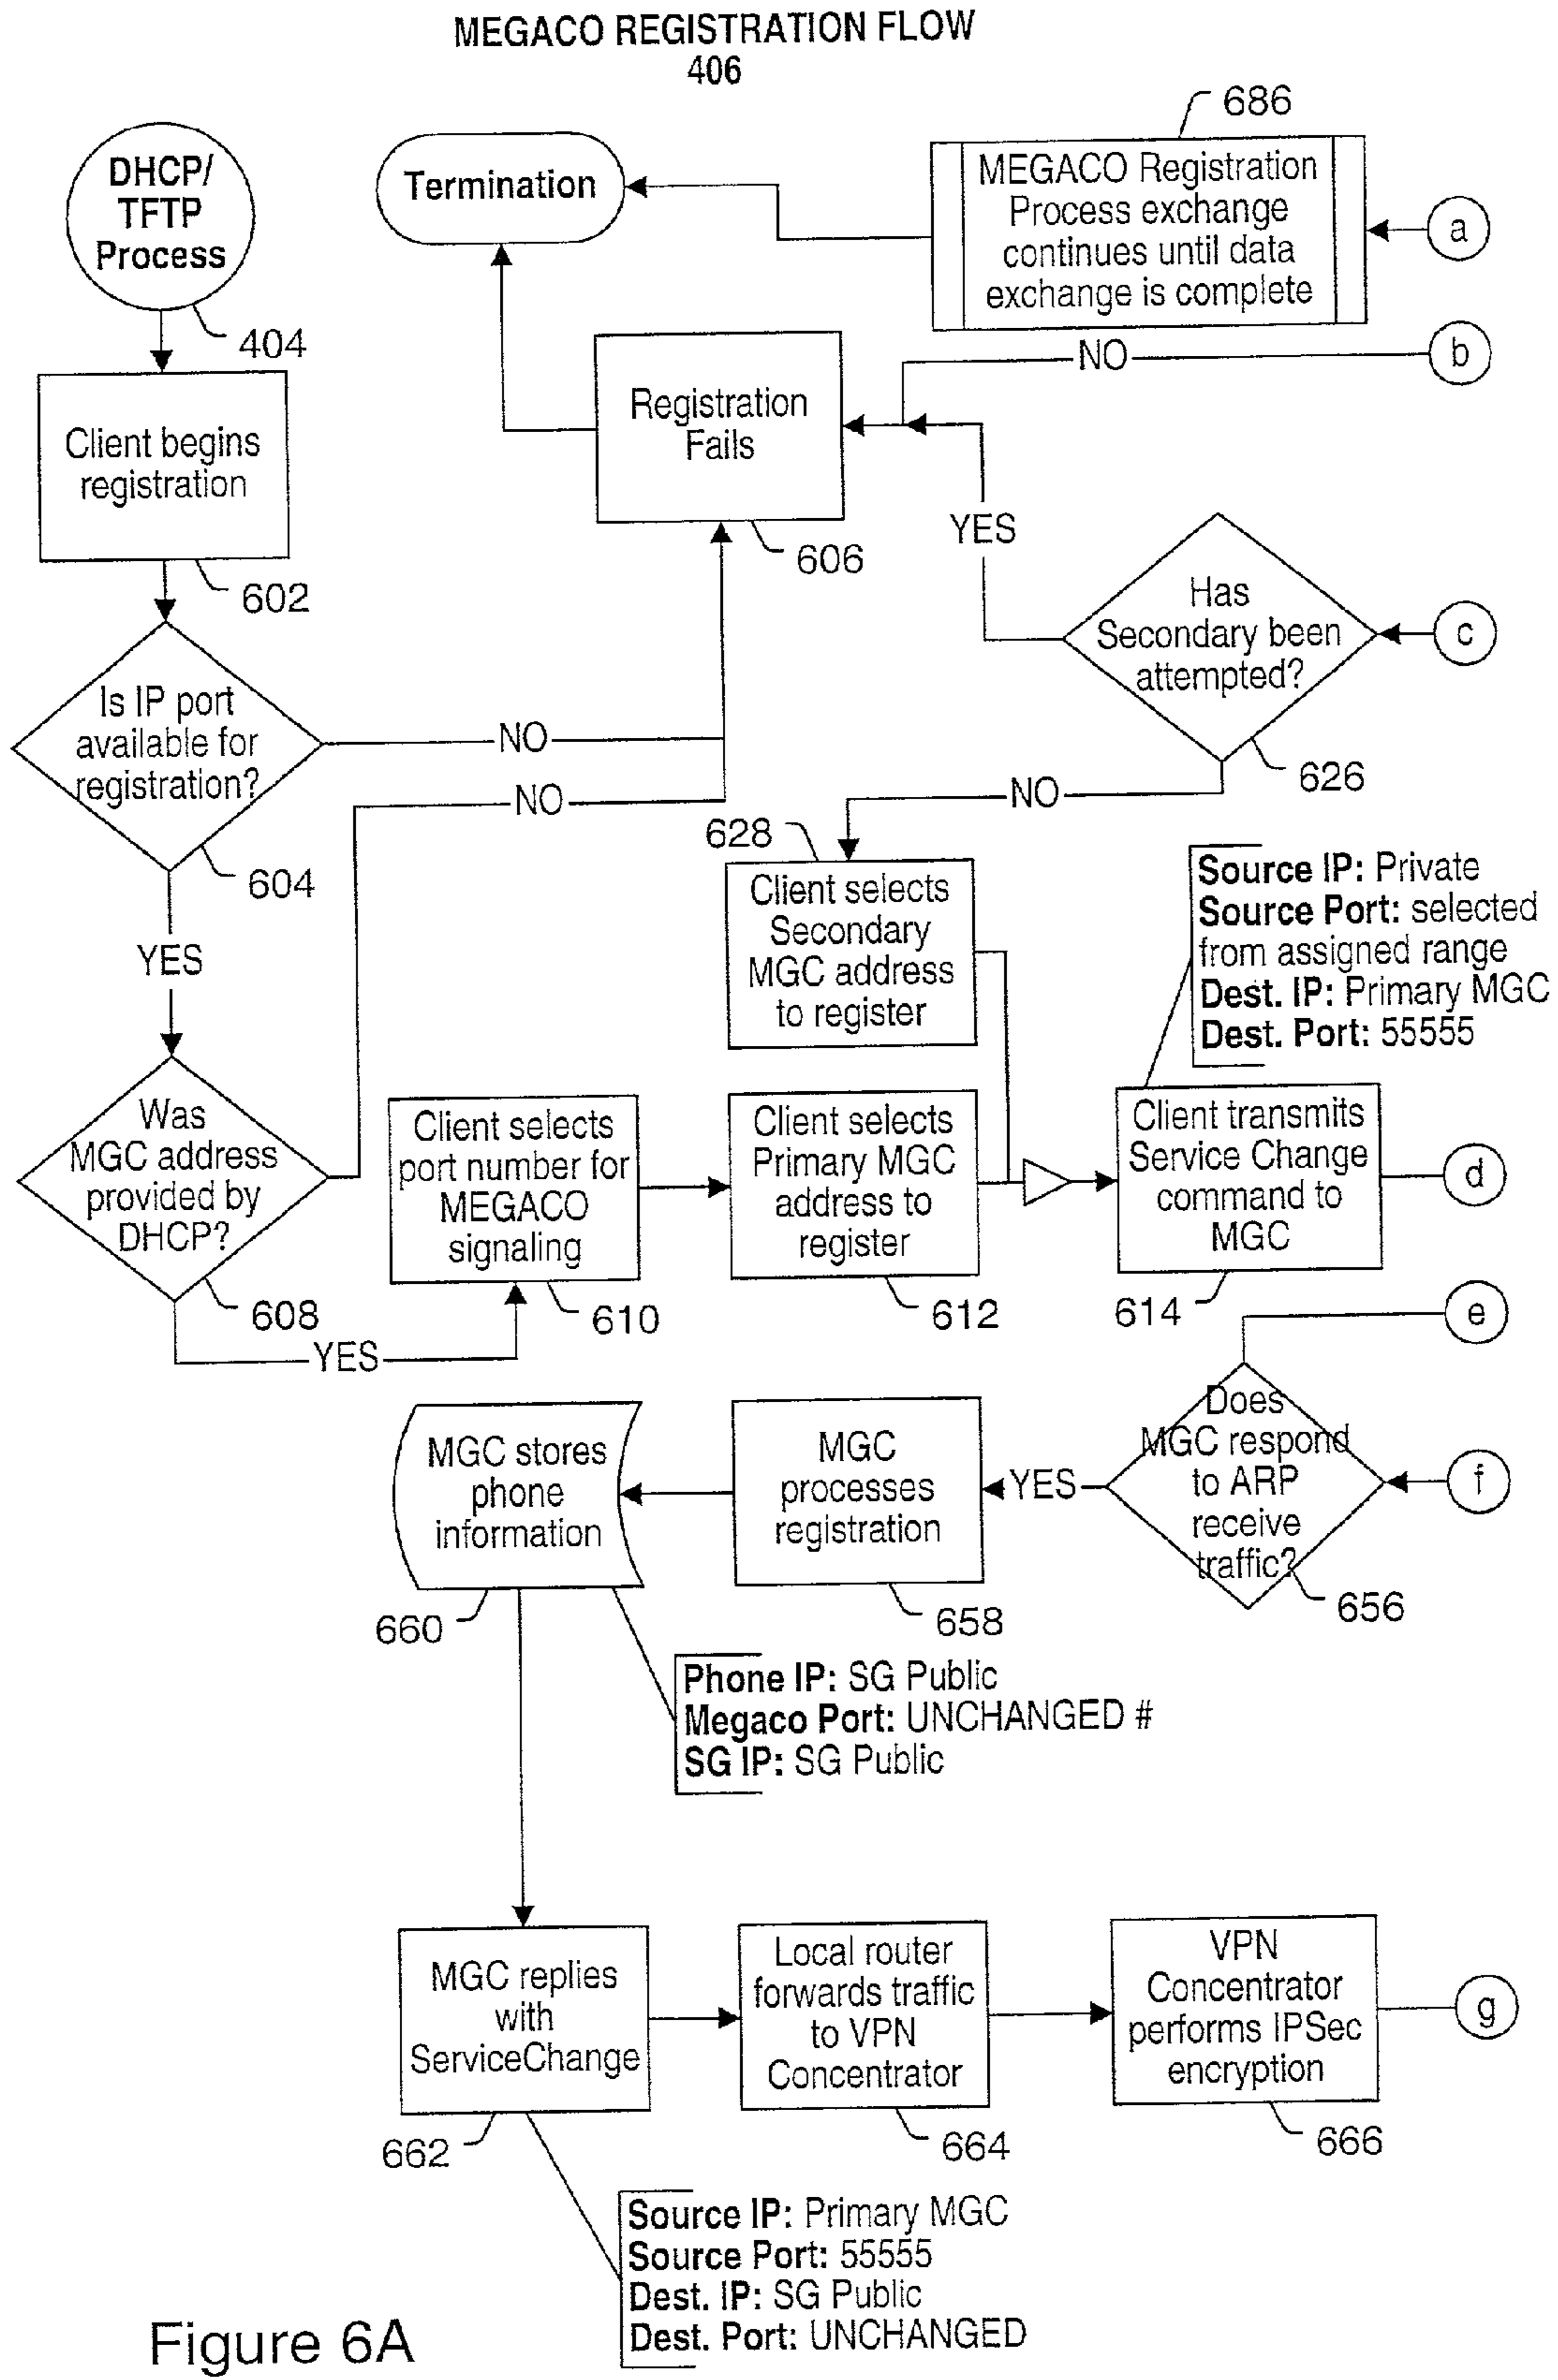 MEGACO REGISTRATION FLOW
406
686
DHCP/
TFTP
Process
404
Termination
MEGACO Registration
Process exchange
continues until data
exchange is complete
a
NO
b
Client begins
registration
602
Registration
Fails
606
YES
Has
Secondary been
attempted?
c
626
Is IP port
available for
registration?
604
NO
NO
NO
YES
628
Client selects
Secondary
MGC address
to register
Source IP: Private
Source Port: selected
from assigned range
Dest. IP: Primary MGC
Dest. Port: 55555
Was
MGC address
provided by
DHCP?
608
YES
Client selects
port number for
MEGACO
signaling
610
Client selects
Primary MGC
address to
register
612
Client transmits
Service Change
command to
MGC
614
d
e
Does
MGC respond
to ARP
receive
traffic?
656
f
YES
MGC
processes
registration
658
MGC stores
phone
information
660
Phone IP: SG Public
Megaco Port: UNCHANGED #
SG IP: SG Public
MGC replies
with
ServiceChange
662
Local router
forwards traffic
to VPN
Concentrator
664
VPN
Concentrator
performs IPSec
encryption
666
g
Source IP: Primary MGC
Source Port: 55555
Dest. IP: SG Public
Dest. Port: UNCHANGED
Figure 6A